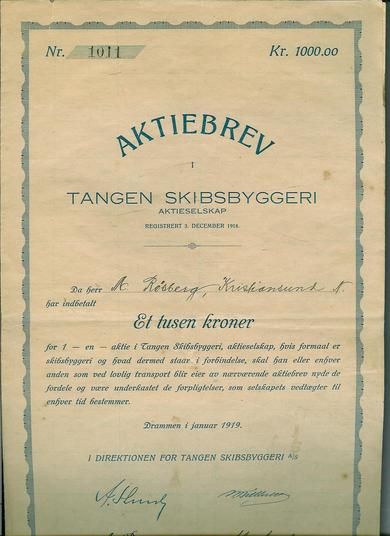 Nr. 1011 Kr. 1000.00
AKTIEBREV
I
TANGEN SKIBSBYGGERI
AKTIESELSKAP
REGISTRERT 3. DECEMBER 1916.
Da herr M. Røsberg, Kristiansund N.
har indbetalt
Et tusen kroner
for 1 – en – aktie i Tangen Skibsbyggeri, aktieselskap, hvis formaal er
skibsbyggeri og hvad dermed staar i forbindelse, skal han eller enhver
anden som ved lovlig transport blir eier av nærværende aktiebrev nyde de
fordele og være underkastet de forpligtelser, som selskapets vedtægter til
enhver tid bestemmer.
Drammen i januar 1919.
I DIREKTIONEN FOR TANGEN SKIBSBYGGERI A/S